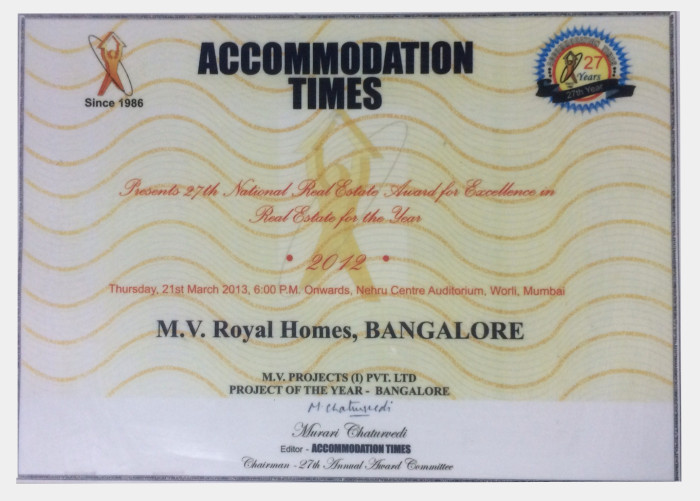 ACCOMMODATION
TIMES
Since 1986
27
Years
27th Year
Presents 27th National Real Estate Award for Excellence in
Real Estate for the Year
• 2012 •
Thursday, 21st March 2013, 6:00 P.M. Onwards, Nehru Centre Auditorium, Worli, Mumbai
M.V. Royal Homes, BANGALORE
M.V. PROJECTS (I) PVT. LTD
PROJECT OF THE YEAR - BANGALORE
M Chaturvedi
Murari Chaturvedi
Editor - ACCOMMODATION TIMES
Chairman - 27th Annual Award Committee